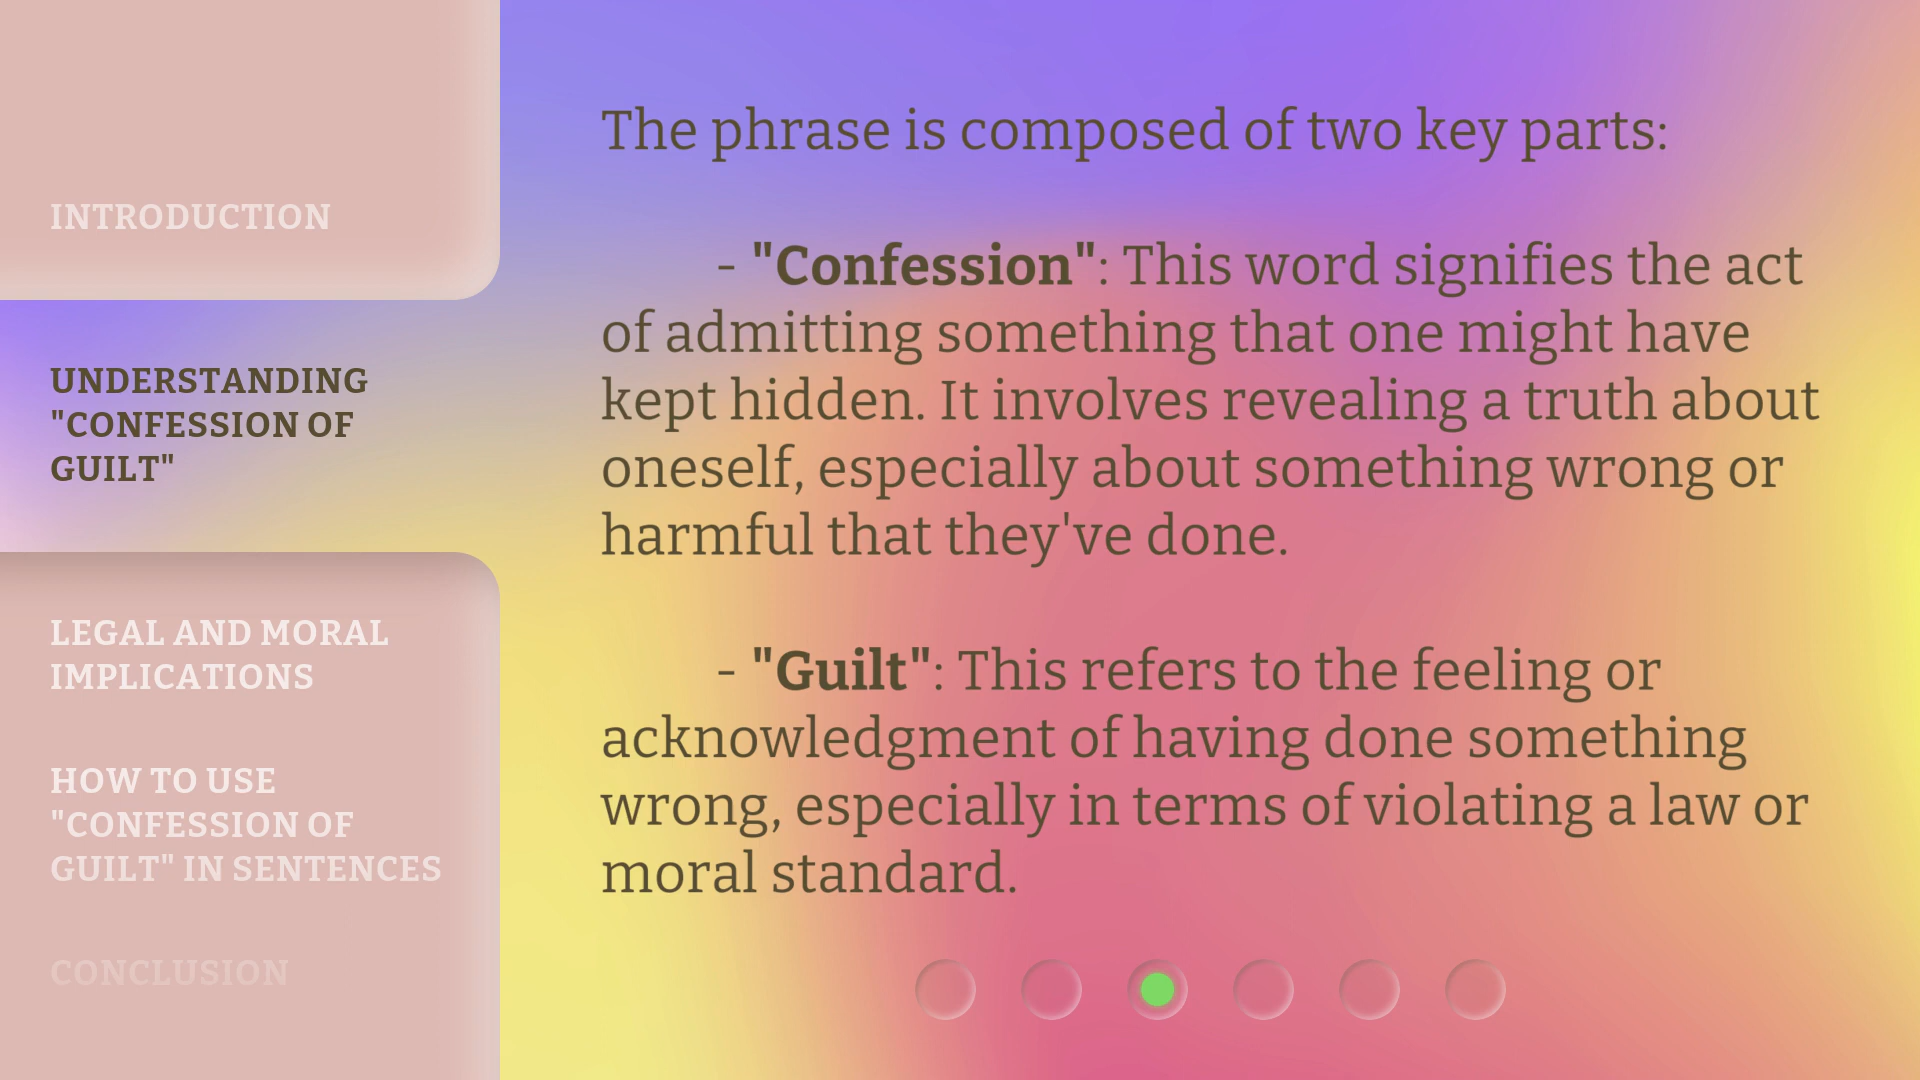 INTRODUCTION
UNDERSTANDING
"CONFESSION OF
GUILT"
LEGAL AND MORAL
IMPLICATIONS
HOW TO USE
"CONFESSION OF
GUILT" IN SENTENCES
CONCLUSION
The phrase is composed of two key parts:
- "Confession": This word signifies the act
of admitting something that one might have
kept hidden. It involves revealing a truth about
oneself, especially about something wrong or
harmful that they've done.
- "Guilt": This refers to the feeling or
acknowledgment of having done something
wrong, especially in terms of violating a law or
moral standard.